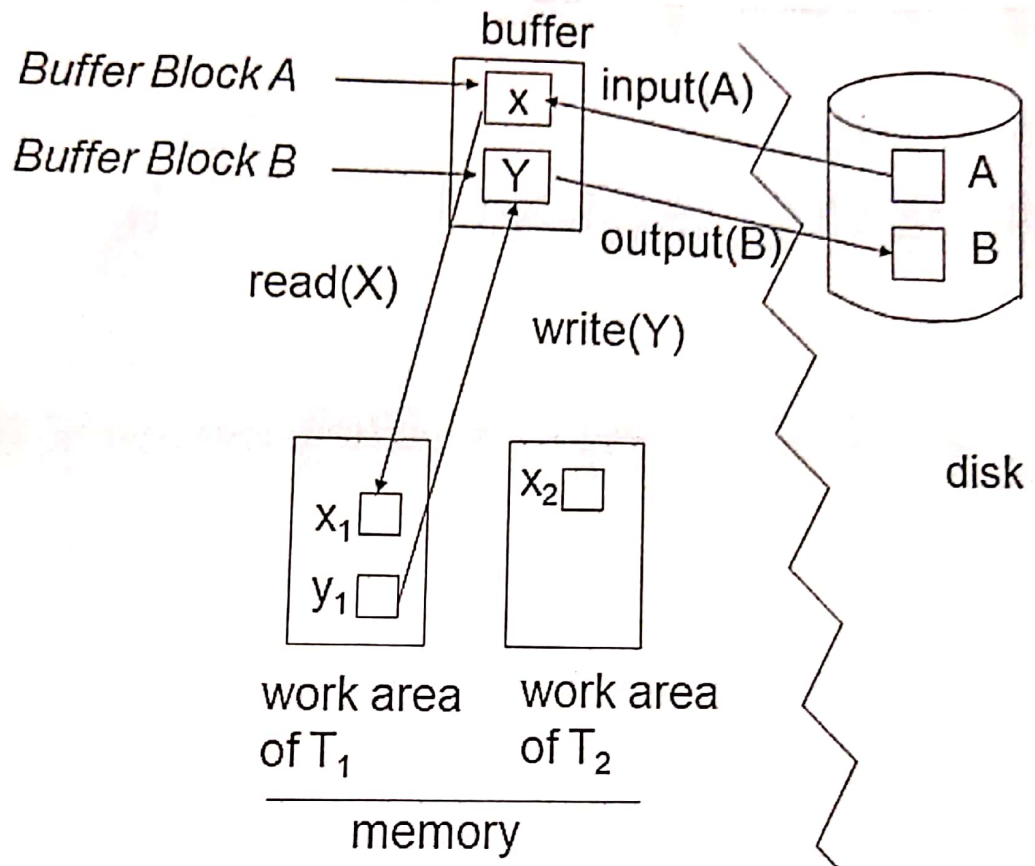 buffer
Buffer Block A
x
input(A)
A
Buffer Block B
Y
output(B)
B
read(X)
write(Y)
disk
x₁
y₁
x₂
work area
of T₁
work area
of T₂
memory